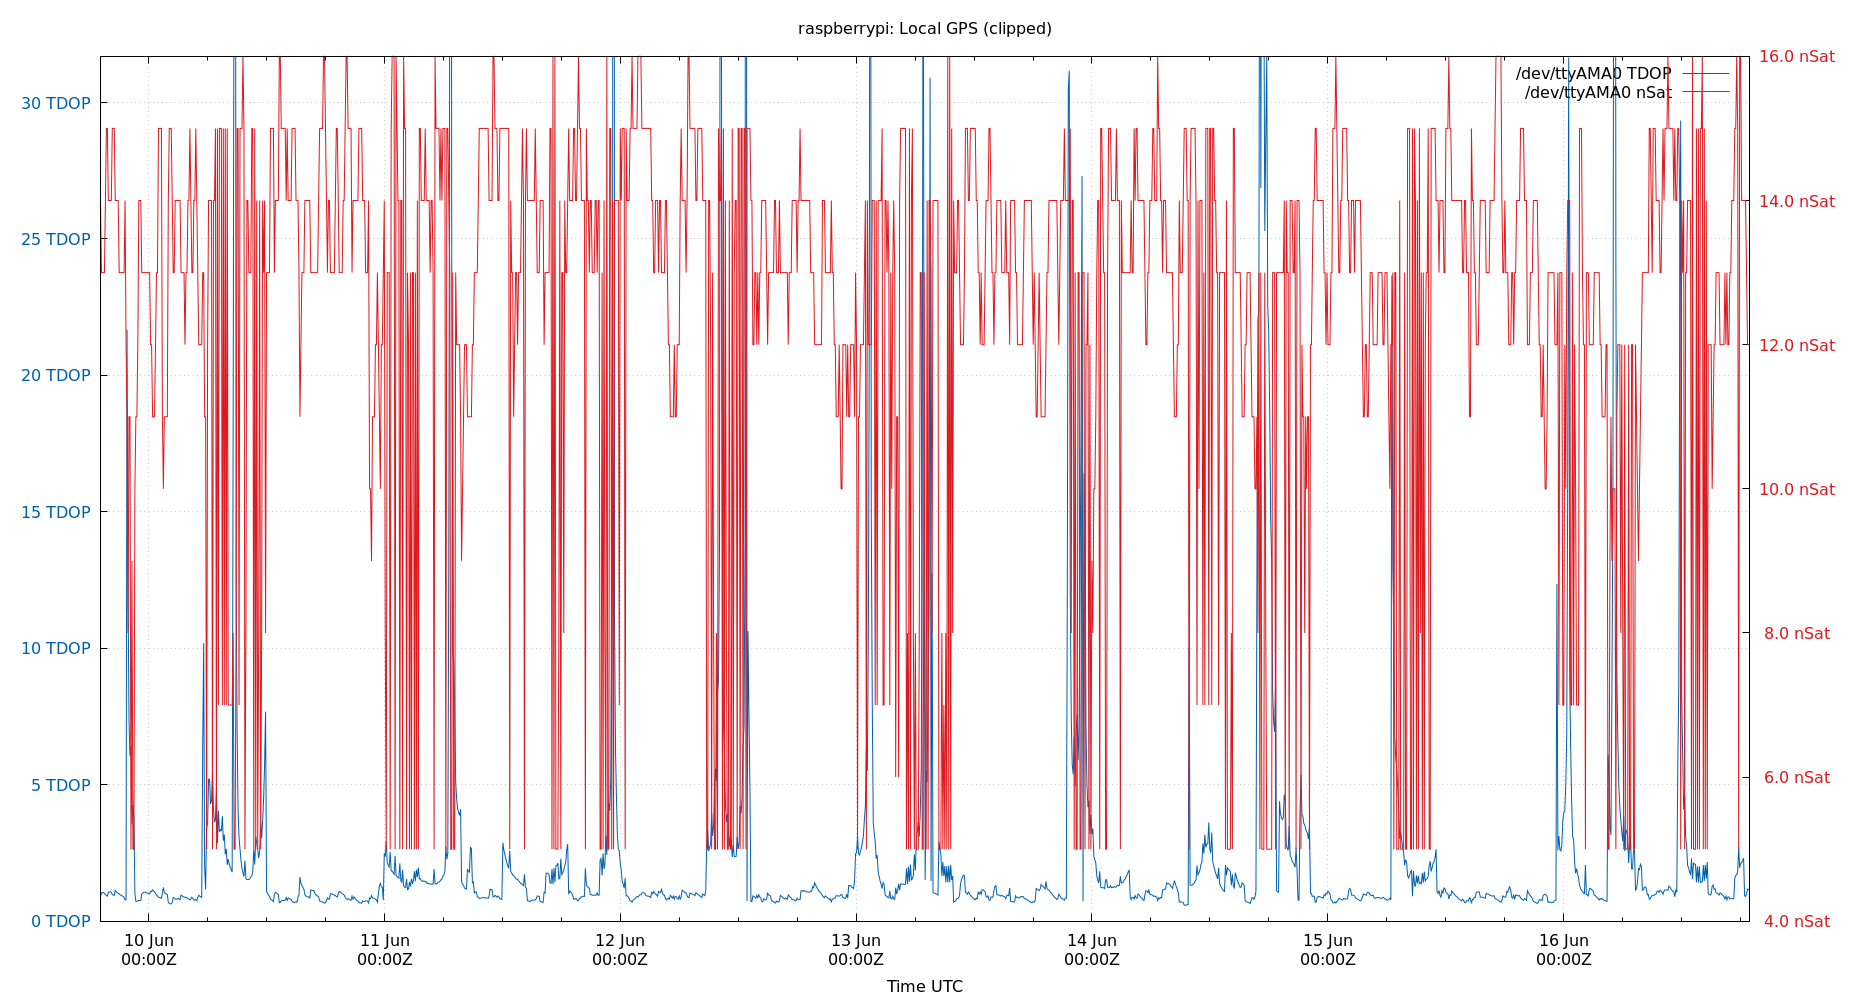 raspberrypi: Local GPS (clipped)
/dev/ttyAMA0 TDOP
/dev/ttyAMA0 nSat
30 TDOP
25 TDOP
20 TDOP
15 TDOP
10 TDOP
5 TDOP
0 TDOP
16.0 nSat
14.0 nSat
12.0 nSat
10.0 nSat
8.0 nSat
6.0 nSat
4.0 nSat
10 Jun
00:00Z
11 Jun
00:00Z
12 Jun
00:00Z
13 Jun
00:00Z
14 Jun
00:00Z
15 Jun
00:00Z
16 Jun
00:00Z
Time UTC